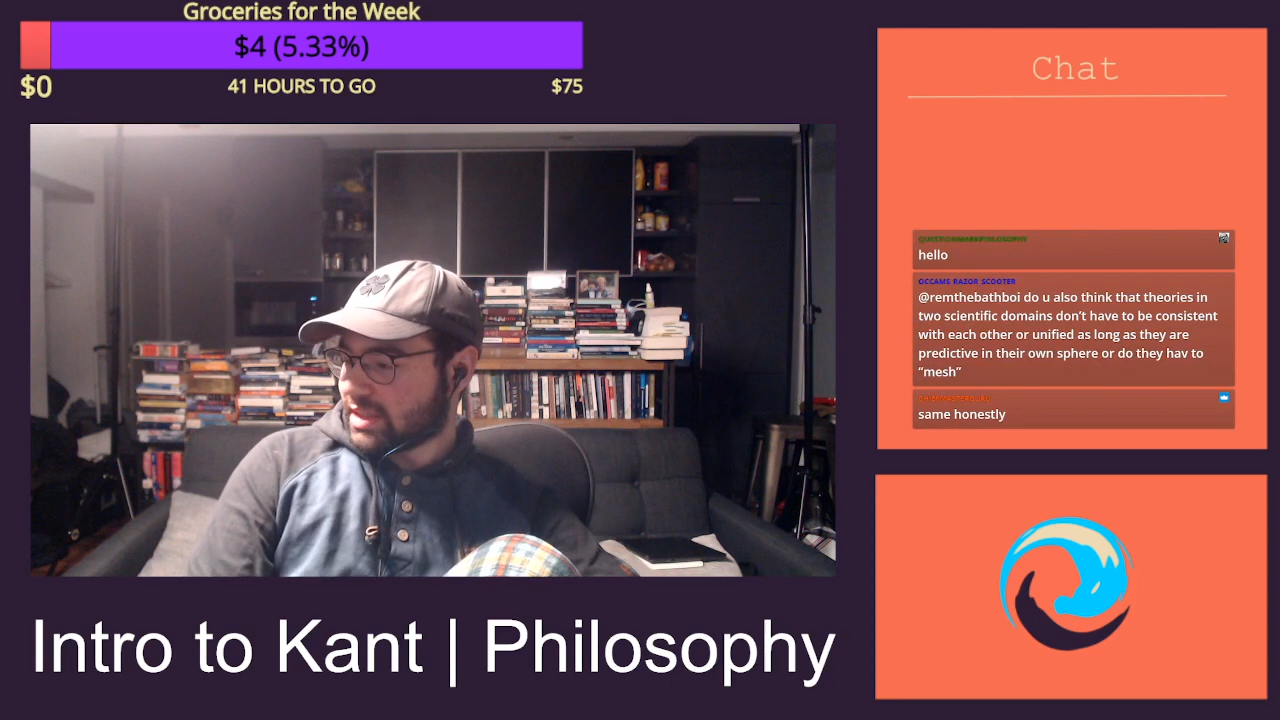 Groceries for the Week
$4 (5.33%)
$0
41 HOURS TO GO
$75
Chat
hello
OCCAMS RAZOR SCOOTER
@remthebathboi do u also think that theories in
two scientific domains don't have to be consistent
with each other or unified as long as they are
predictive in their own sphere or do they hav to
“mesh”
same honestly
Intro to Kant | Philosophy